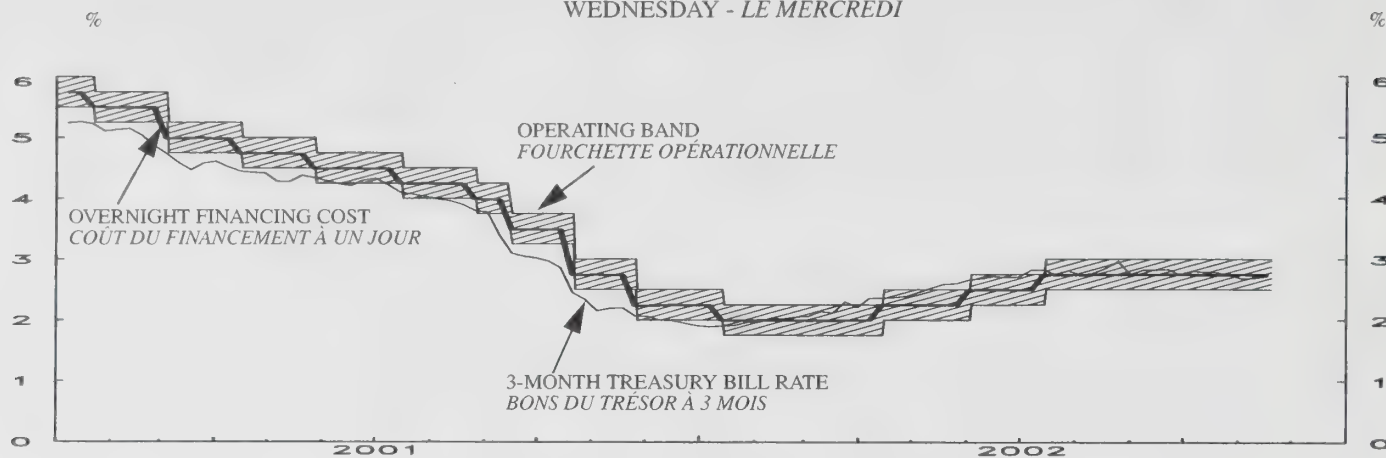 WEDNESDAY - LE MERCREDI
% %
6 6
5 5
OPERATING BAND
FOURCHETTE OPÉRATIONNELLE
4 4
OVERNIGHT FINANCING COST
COÛT DU FINANCEMENT À UN JOUR
3 3
2 2
3-MONTH TREASURY BILL RATE
BONS DU TRÉSOR À 3 MOIS
1 1
0 0
2001 2002